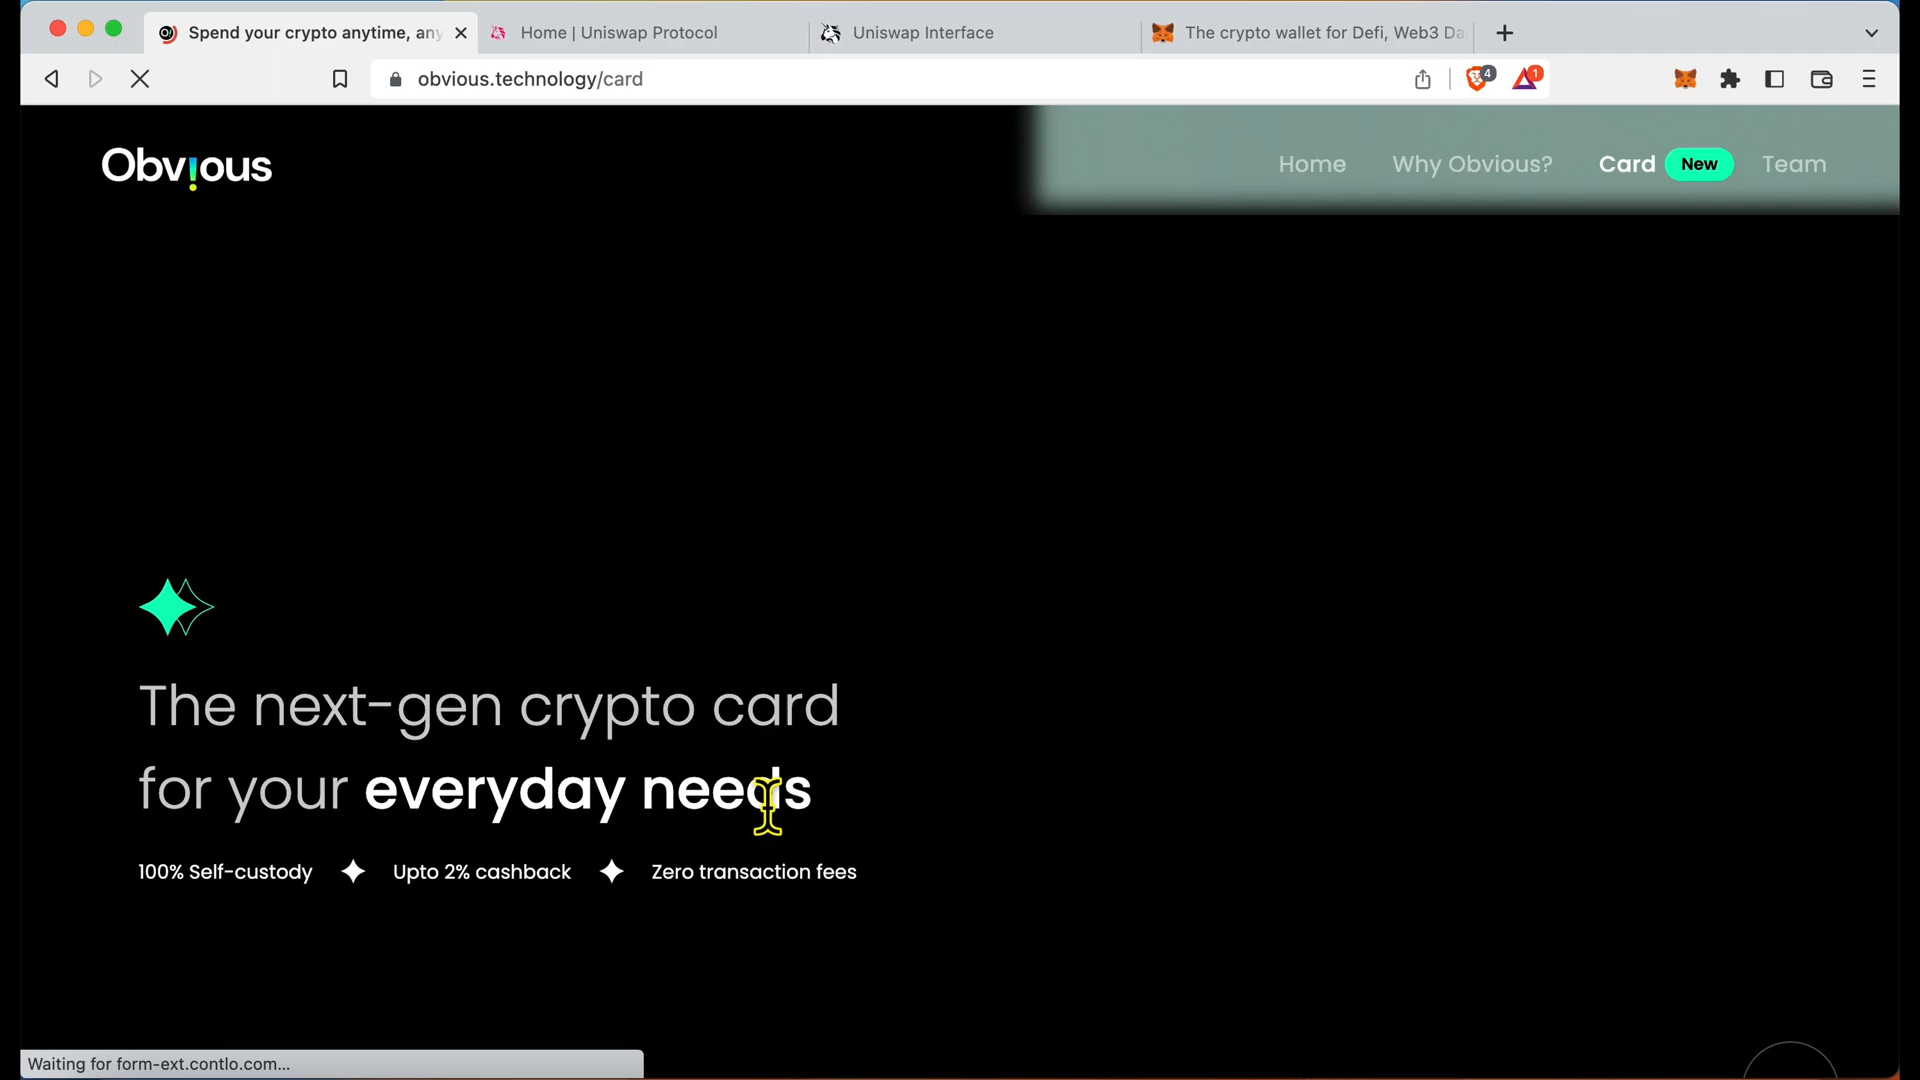 Spend your crypto anytime, any
Home | Uniswap Protocol
Uniswap Interface
The crypto wallet for Defi, Web3 Da
obvious.technology/card
4
1
Obvious
Home
Why Obvious?
Card New
Team
The next-gen crypto card
for your everyday needs
100% Self-custody
Upto 2% cashback
Zero transaction fees
Waiting for form-ext.contlo.com...